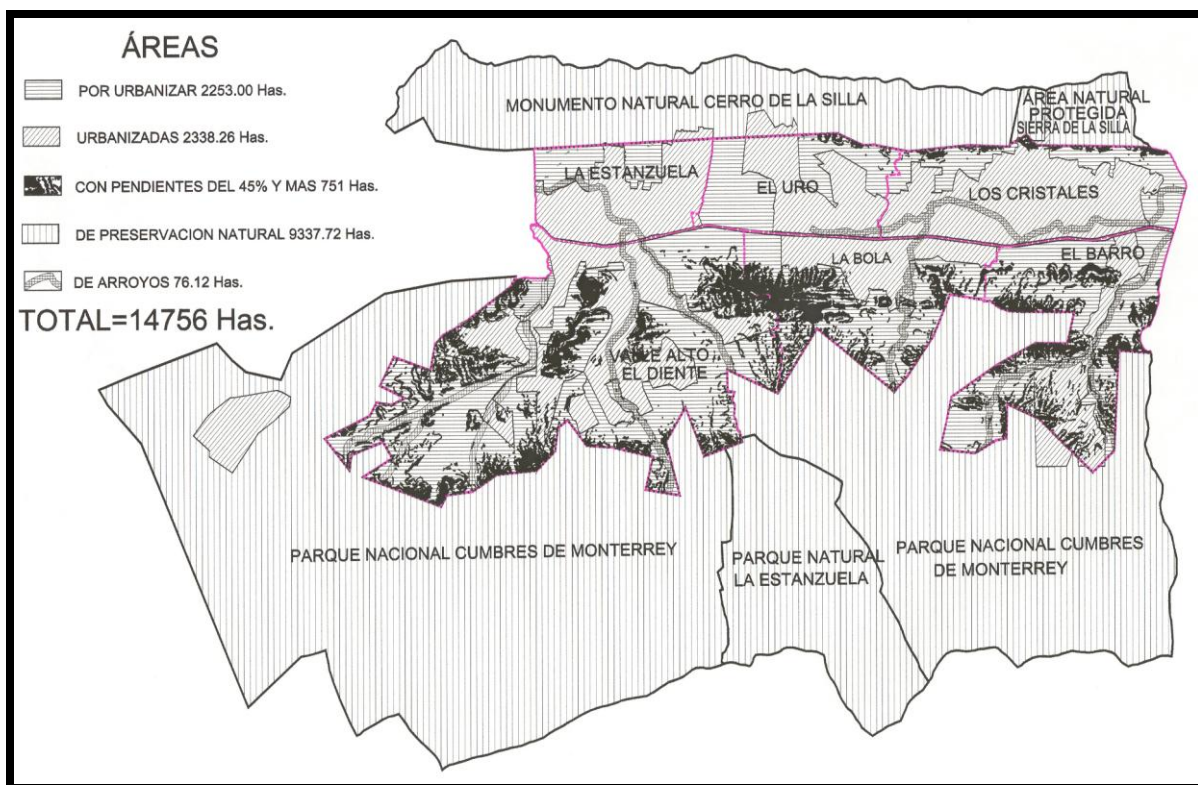 ÁREAS
POR URBANIZAR 2253.00 Has.
URBANIZADAS 2338.26 Has.
CON PENDIENTES DEL 45% Y MAS 751 Has.
DE PRESERVACION NATURAL 9337.72 Has.
DE ARROYOS 76.12 Has.
TOTAL=14756 Has.
MONUMENTO NATURAL CERRO DE LA SILLA
ÁREA NATURAL
PROTEGIDA
SIERRA DE LA SILLA
LA ESTANZUELA
EL URO
LOS CRISTALES
LA BOLA
EL BARRO
VALLE ALTO
EL DIENTE
PARQUE NACIONAL CUMBRES DE MONTERREY
PARQUE NATURAL
LA ESTANZUELA
PARQUE NACIONAL CUMBRES
DE MONTERREY